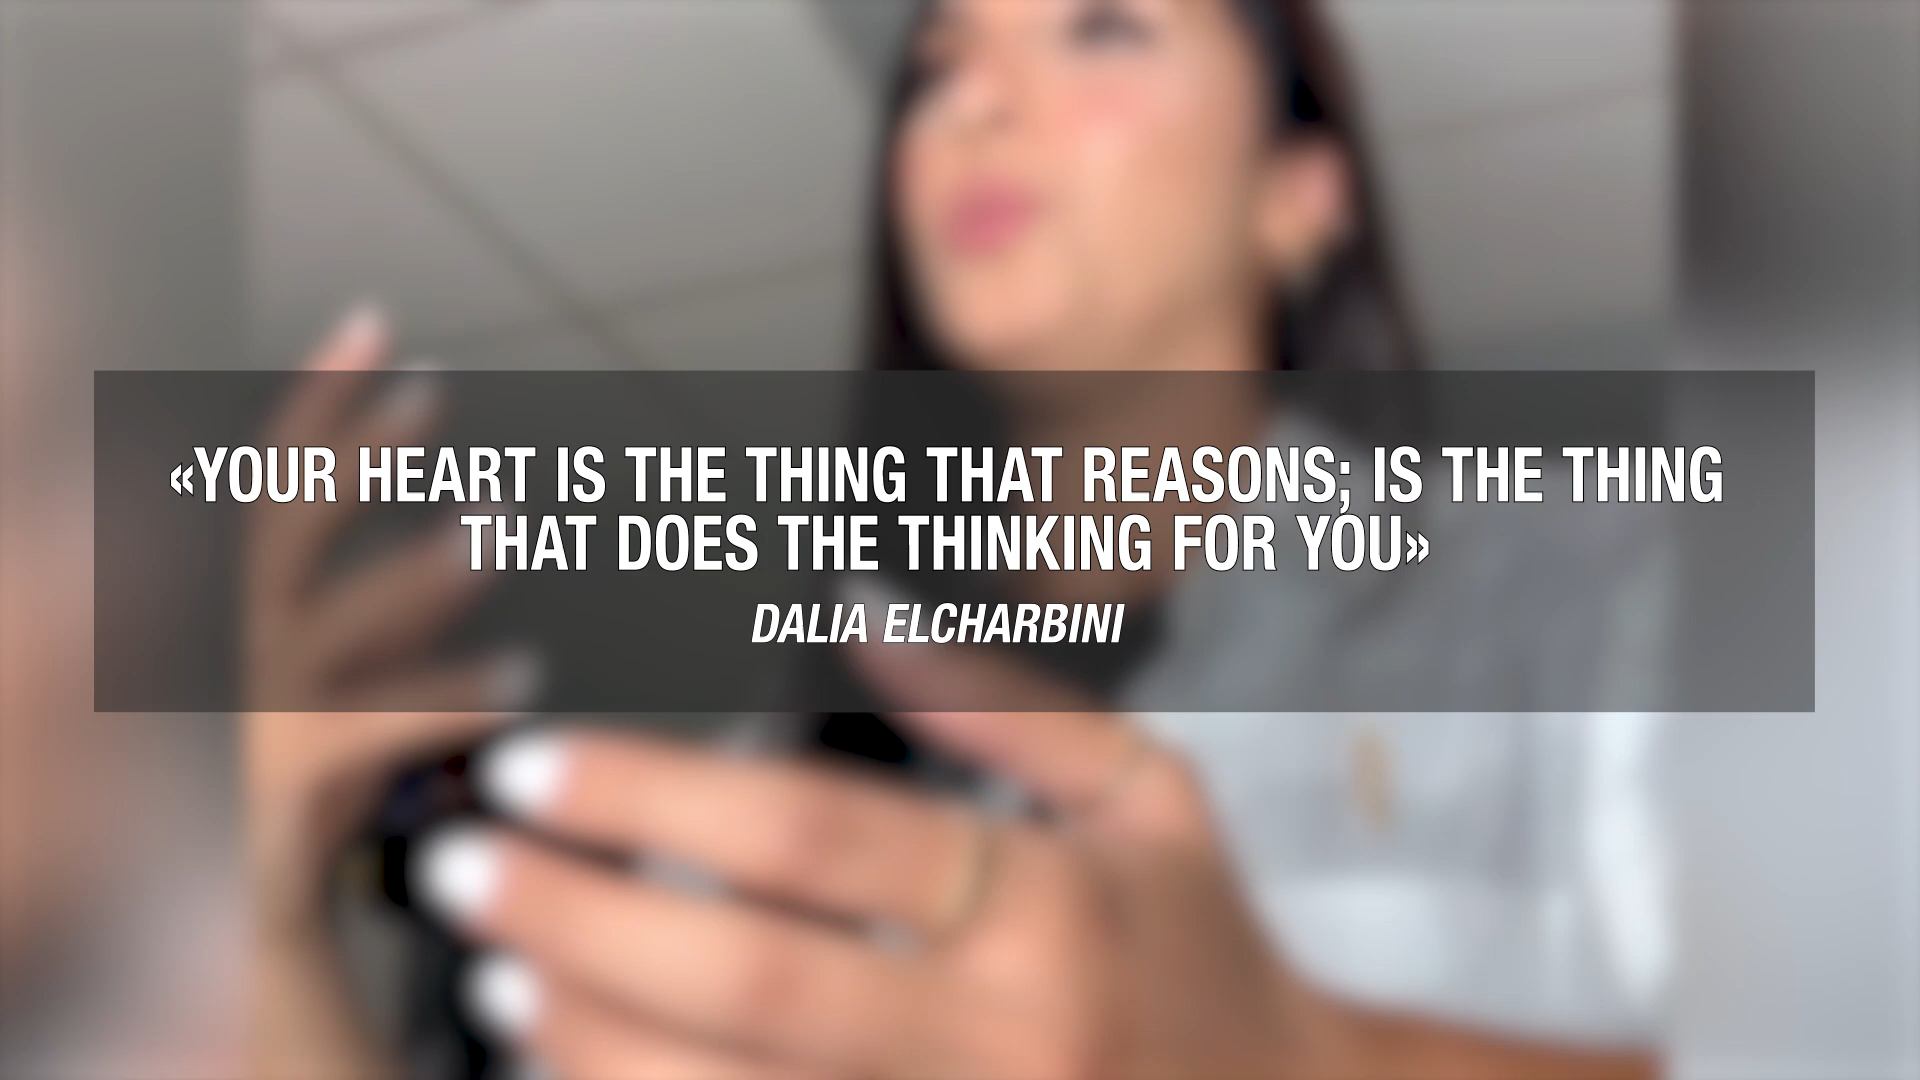 «YOUR HEART IS THE THING THAT REASONS; IS THE THING
THAT DOES THE THINKING FOR YOU»
DALIA ELCHARBINI